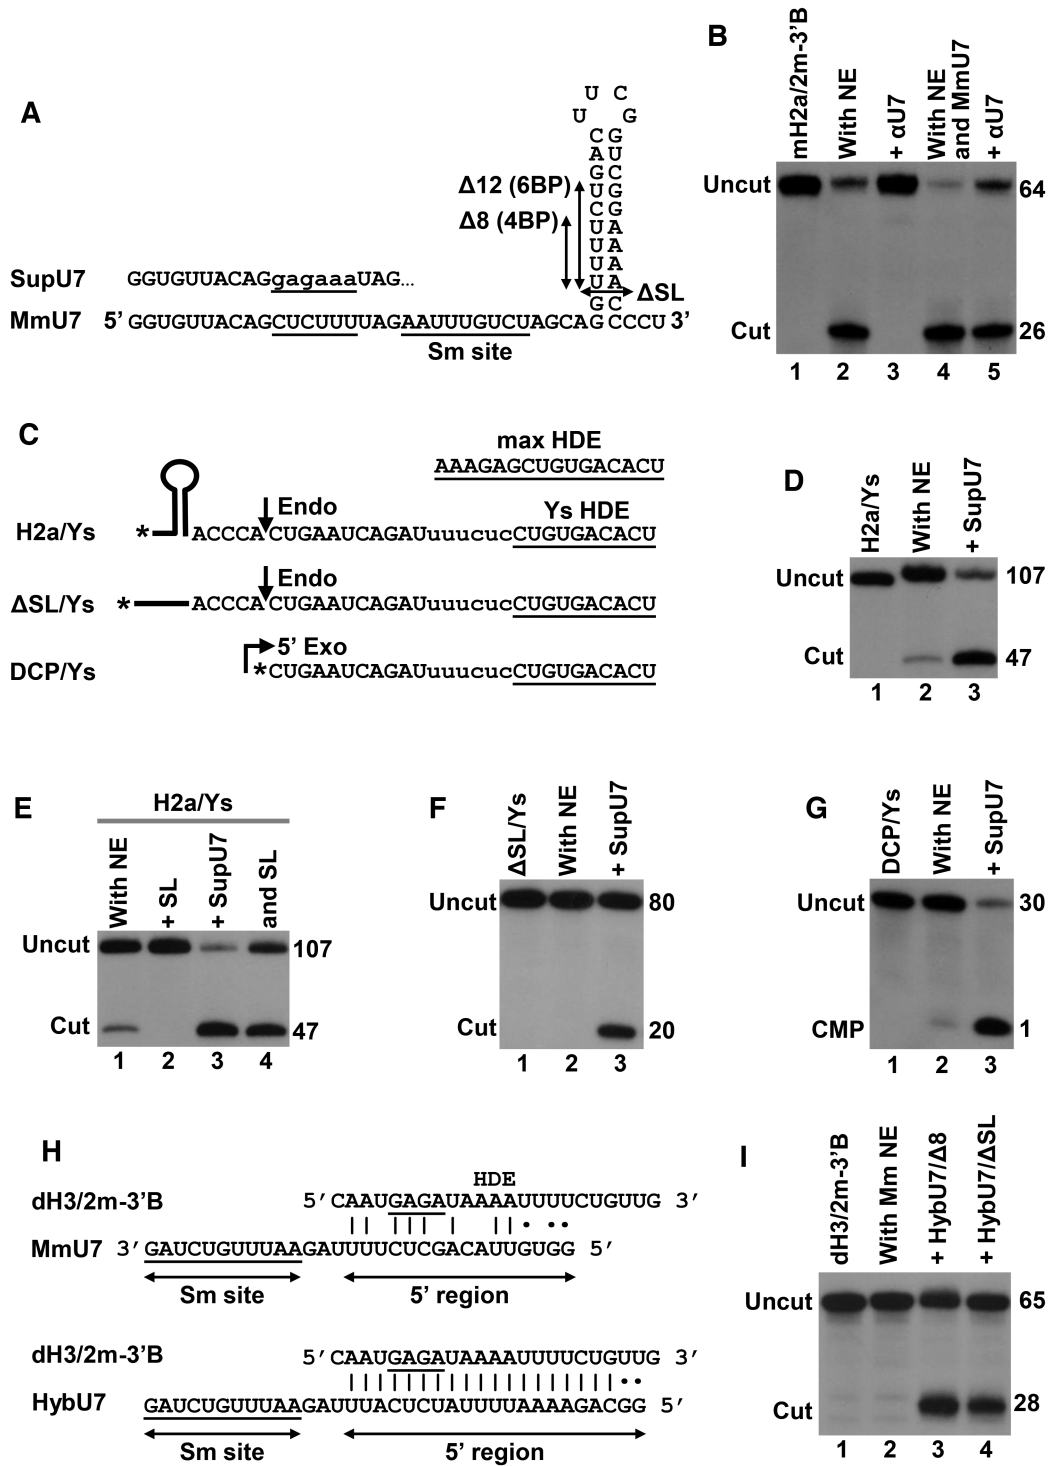 A
U C
U G
C G
A U
G C
U G
C G
U A
U A
U A
U A
G C
Δ12 (6BP)
Δ8 (4BP)
ΔSL
SupU7 GGUGUUACAGgagaaaUAG...
MmU7 5' GGUGUUACAGCUCUUUUAGAAUUUGUCUAGCAGCCCU 3'
Sm site
B
mH2a/2m-3'B
With NE
+ αU7
With NE and MmU7
+ αU7
Uncut 64
Cut 26
1 2 3 4 5
C
max HDE
AAAGAGCUGUGACACU
Endo
Ys HDE
H2a/Ys * ACCCACUGAAUCAGAUuuucucCUGUGACACU
Endo
ΔSL/Ys * ACCCACUGAAUCAGAUuuucucCUGUGACACU
5' Exo
DCP/Ys *CUGAAUCAGAUuuucucCUGUGACACU
D
H2a/Ys
With NE
+ SupU7
Uncut 107
Cut 47
1 2 3
E
H2a/Ys
With NE
+ SL
+ SupU7
and SL
Uncut 107
Cut 47
1 2 3 4
F
ΔSL/Ys
With NE
+ SupU7
Uncut 80
Cut 20
1 2 3
G
DCP/Ys
With NE
+ SupU7
Uncut 30
CMP 1
1 2 3
H
HDE
dH3/2m-3'B 5' CAAUGAGAUAAAAUUUUCUGUUG 3'
MmU7 3' GAUCUGUUUAAGAUUUUCUCGACAUUGUGG 5'
Sm site 5' region
dH3/2m-3'B 5' CAAUGAGAUAAAAUUUUCUGUUG 3'
HybU7 GAUCUGUUUAAGAUUUACUCUAUUUUAAAAGACGG 5'
Sm site 5' region
I
dH3/2m-3'B
With Mm NE
+ HybU7/Δ8
+ HybU7/ΔSL
Uncut 65
Cut 28
1 2 3 4